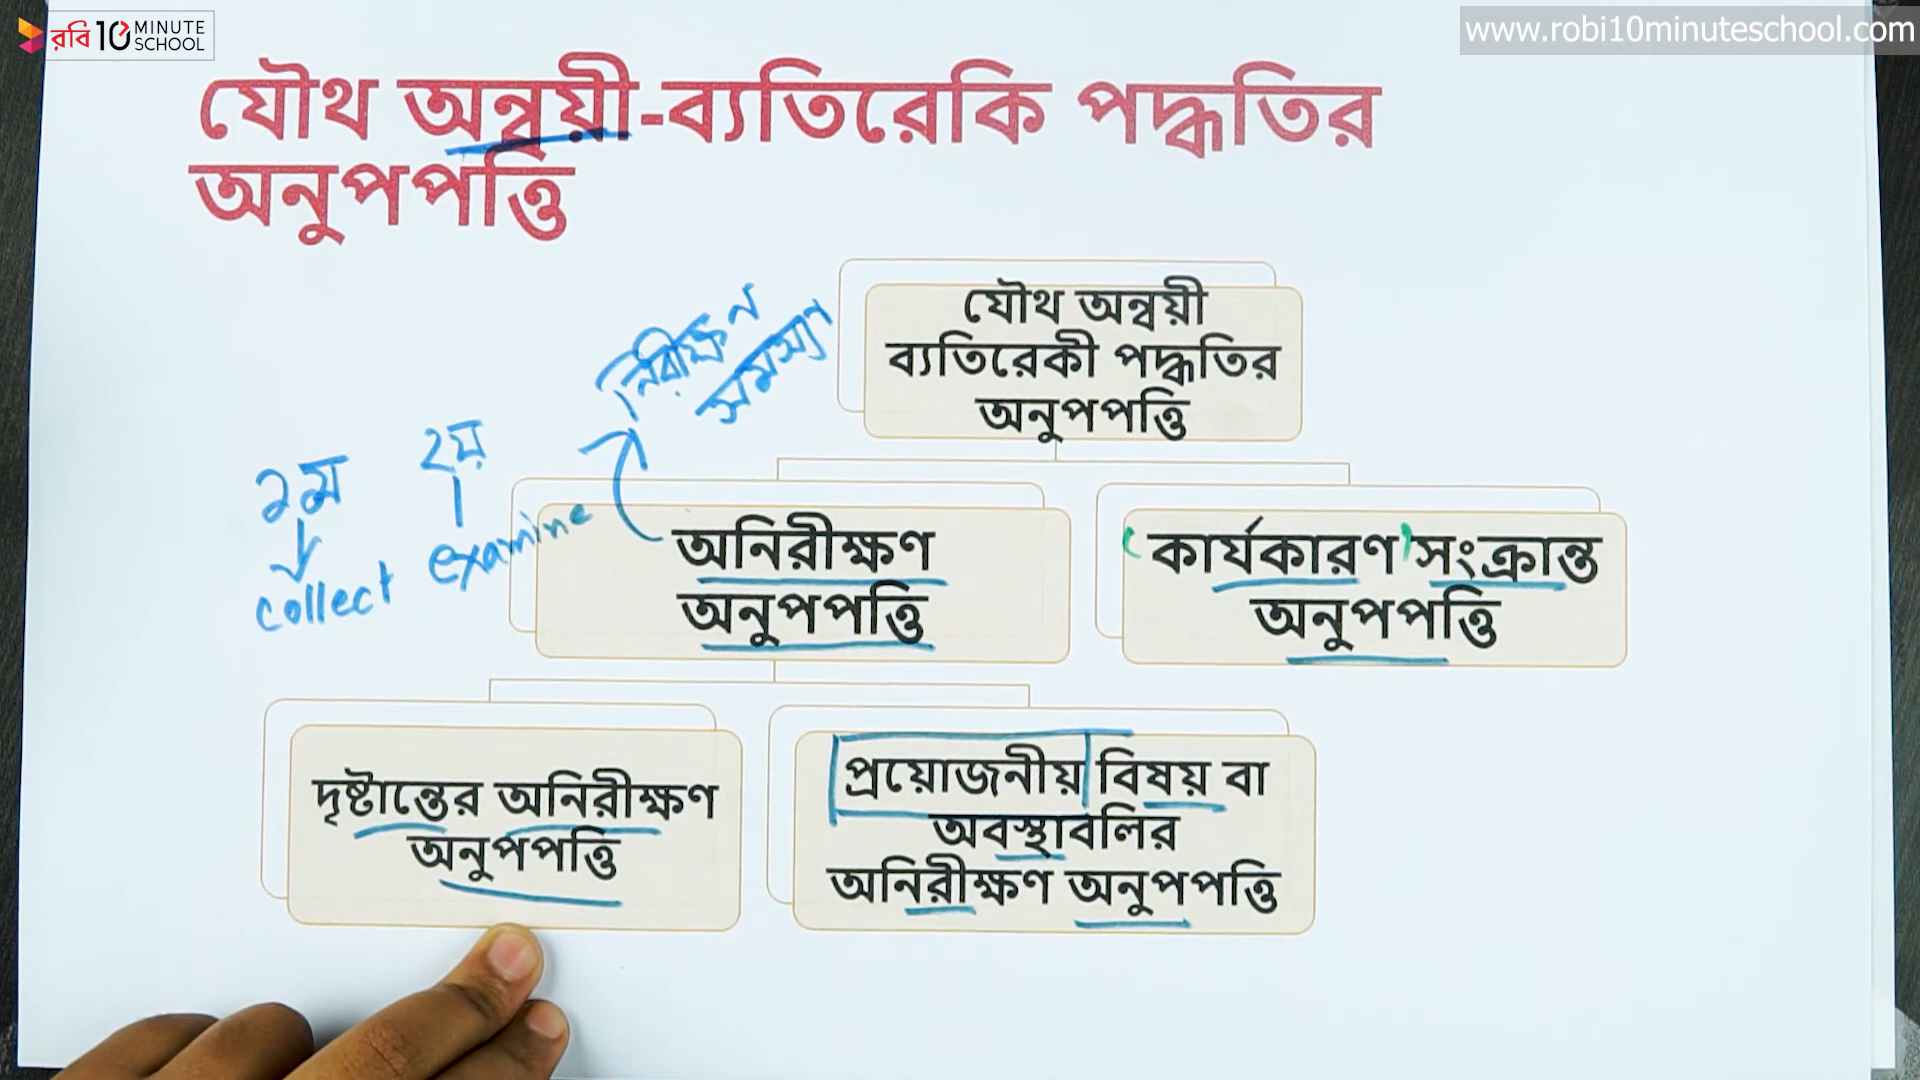 রবি 10 MINUTE SCHOOL
www.robi10minuteschool.com
যৌথ অন্বয়ী-ব্যতিরেকি পদ্ধতির
অনুপপত্তি
যৌথ অন্বয়ী
ব্যতিরেকী পদ্ধতির
অনুপপত্তি
নিরীক্ষন
সমস্যা
১ম
collect
২য়
examine
অনিরীক্ষণ
অনুপপত্তি
'কার্যকারণ'সংক্রান্ত
অনুপপত্তি
দৃষ্টান্তের অনিরীক্ষণ
অনুপপত্তি
প্রয়োজনীয় বিষয় বা
অবস্থাবলির
অনিরীক্ষণ অনুপপত্তি